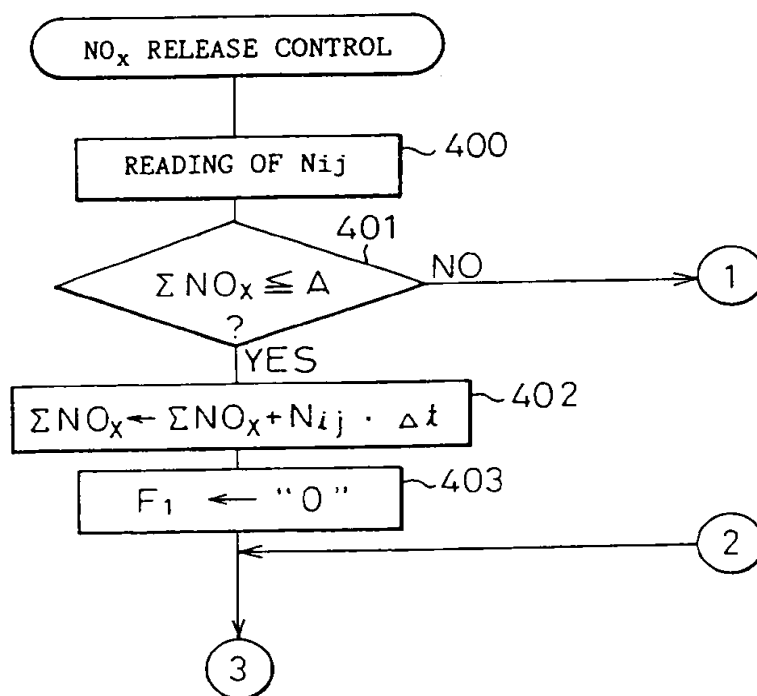 NOx RELEASE CONTROL
READING OF Nij
400
401
ΣNOx ≦ A
?
NO
1
YES
ΣNOx ← ΣNOx + Nij · Δt
402
F1 ← "0"
403
2
3